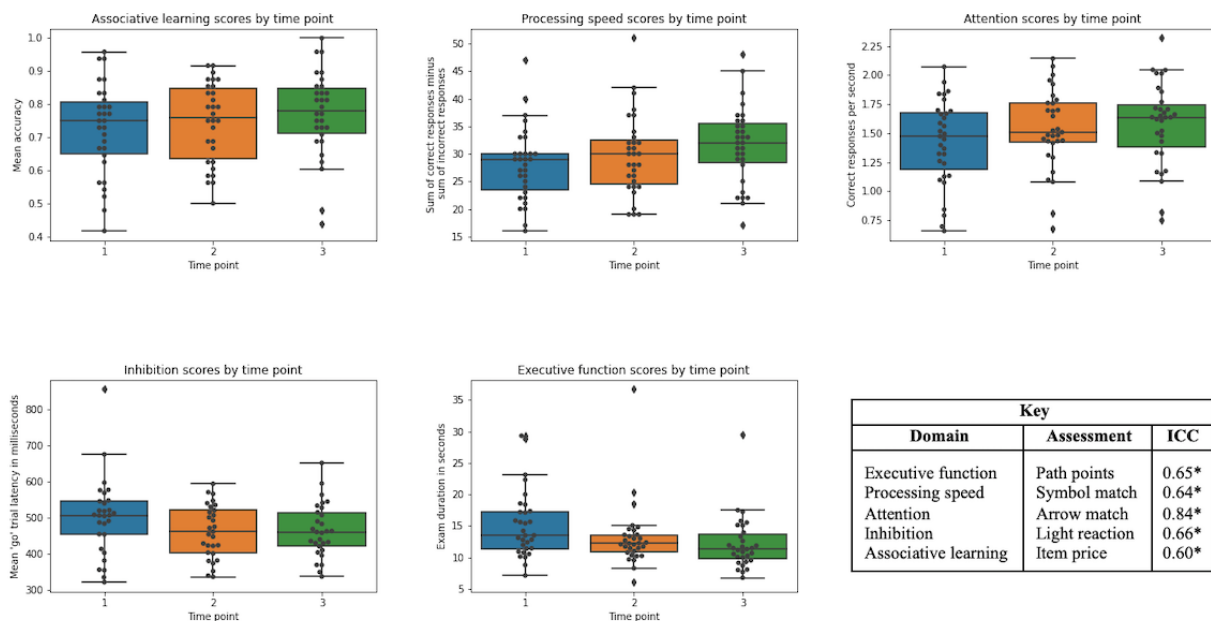 Associative learning scores by time point
Mean accuracy
1.0
0.9
0.8
0.7
0.6
0.5
0.4
1 2 3
Time point
Processing speed scores by time point
Sum of correct responses minus
sum of incorrect responses
50
45
40
35
30
25
20
15
1 2 3
Time point
Attention scores by time point
Correct responses per second
2.25
2.00
1.75
1.50
1.25
1.00
0.75
1 2 3
Time point
Inhibition scores by time point
Mean 'go' trial latency in milliseconds
800
700
600
500
400
300
1 2 3
Time point
Executive function scores by time point
Exam duration in seconds
35
30
25
20
15
10
5
1 2 3
Time point
Key
Domain Assessment ICC
Executive function Path points 0.65*
Processing speed Symbol match 0.64*
Attention Arrow match 0.84*
Inhibition Light reaction 0.66*
Associative learning Item price 0.60*